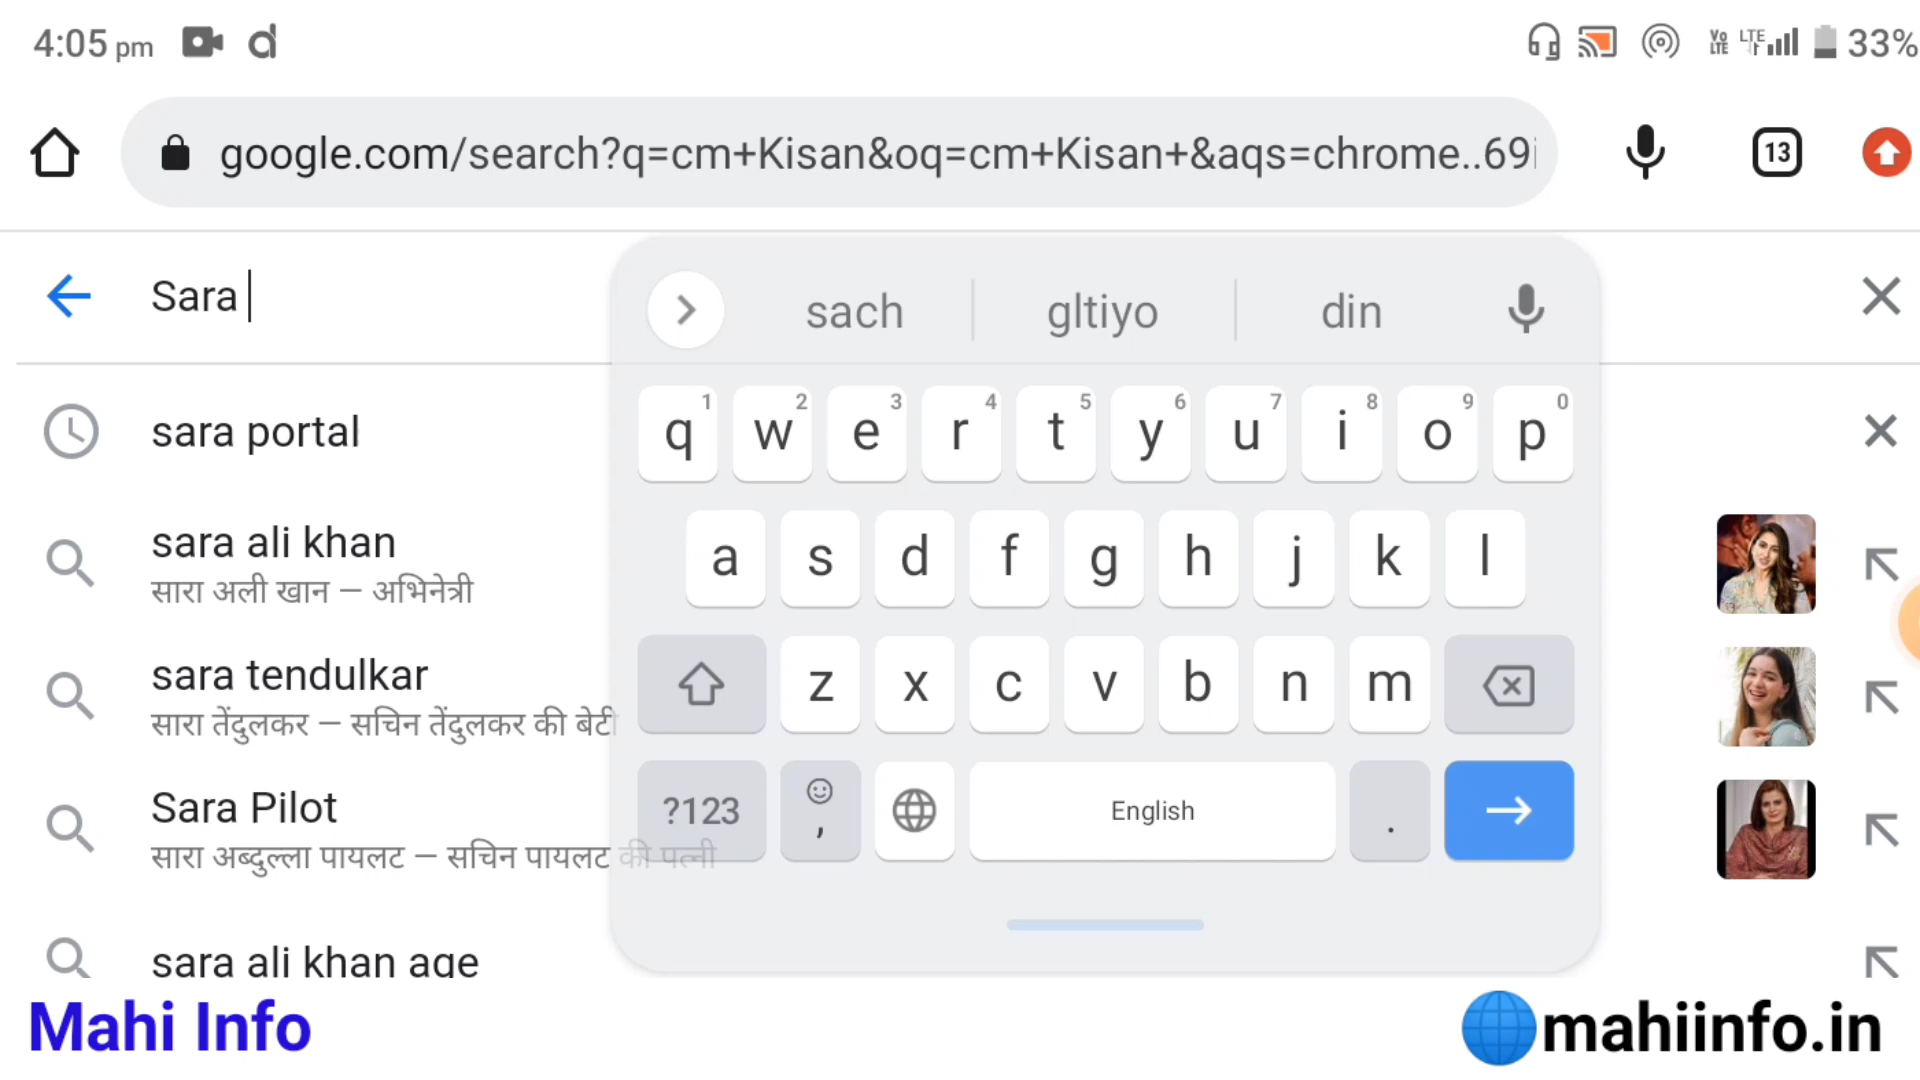 4:05 pm
VoLTE LTE 33%
google.com/search?q=cm+Kisan&oq=cm+Kisan+&aqs=chrome..69i
13
Sara
sach gltiyo din
sara portal
sara ali khan
सारा अली खान — अभिनेत्री
sara tendulkar
सारा तेंदुलकर — सचिन तेंदुलकर की बेटी
Sara Pilot
सारा अब्दुल्ला पायलट — सचिन पायलट की पत्नी
sara ali khan age
1 2 3 4 5 6 7 8 9 0
q w e r t y u i o p
a s d f g h j k l
z x c v b n m
?123 , English .
Mahi Info
mahiinfo.in